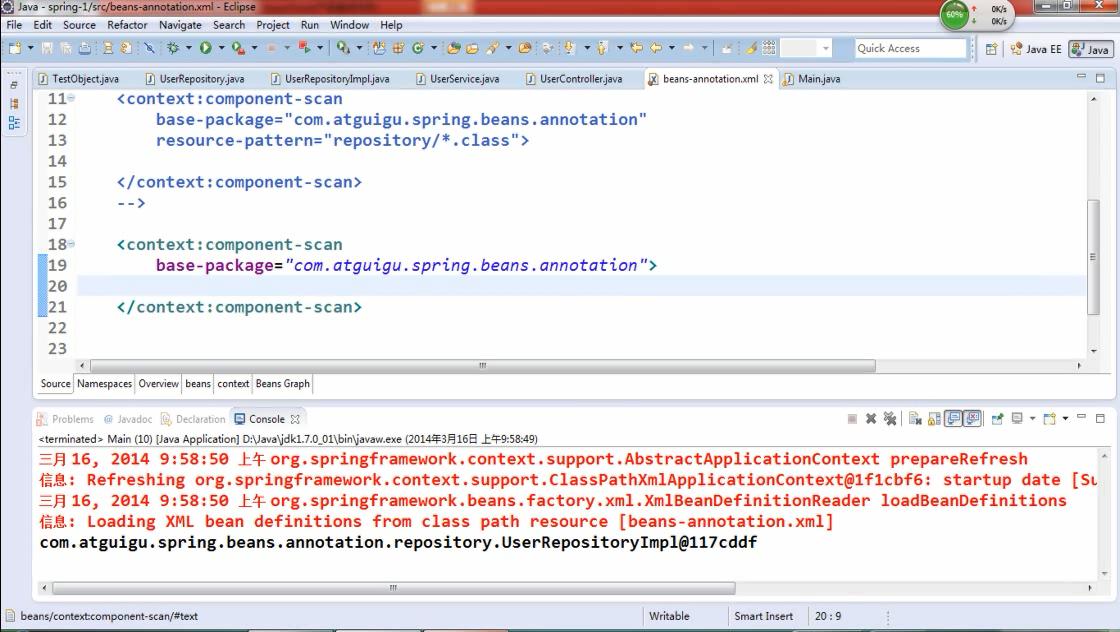 Java - spring-1/src/beans-annotation.xml - Eclipse
60%
0K/s
0K/s
File Edit Source Refactor Navigate Search Project Run Window Help
Quick Access
Java EE
Java
TestObject.java
UserRepository.java
UserRepositoryImpl.java
UserService.java
UserController.java
beans-annotation.xml
Main.java
11 <context:component-scan
12 base-package="com.atguigu.spring.beans.annotation"
13 resource-pattern="repository/*.class">
14
15 </context:component-scan>
16 -->
17
18 <context:component-scan
19 base-package="com.atguigu.spring.beans.annotation">
20
21 </context:component-scan>
22
23
Source Namespaces Overview beans context Beans Graph
Problems @ Javadoc Declaration Console
<terminated> Main (10) [Java Application] D:\Java\jdk1.7.0_01\bin\javaw.exe (2014年3月16日 上午9:58:49)
三月 16, 2014 9:58:50 上午 org.springframework.context.support.AbstractApplicationContext prepareRefresh
信息: Refreshing org.springframework.context.support.ClassPathXmlApplicationContext@1f1cbf6: startup date [Su
三月 16, 2014 9:58:50 上午 org.springframework.beans.factory.xml.XmlBeanDefinitionReader loadBeanDefinitions
信息: Loading XML bean definitions from class path resource [beans-annotation.xml]
com.atguigu.spring.beans.annotation.repository.UserRepositoryImpl@117cddf
beans/context:component-scan/#text
Writable
Smart Insert
20 : 9